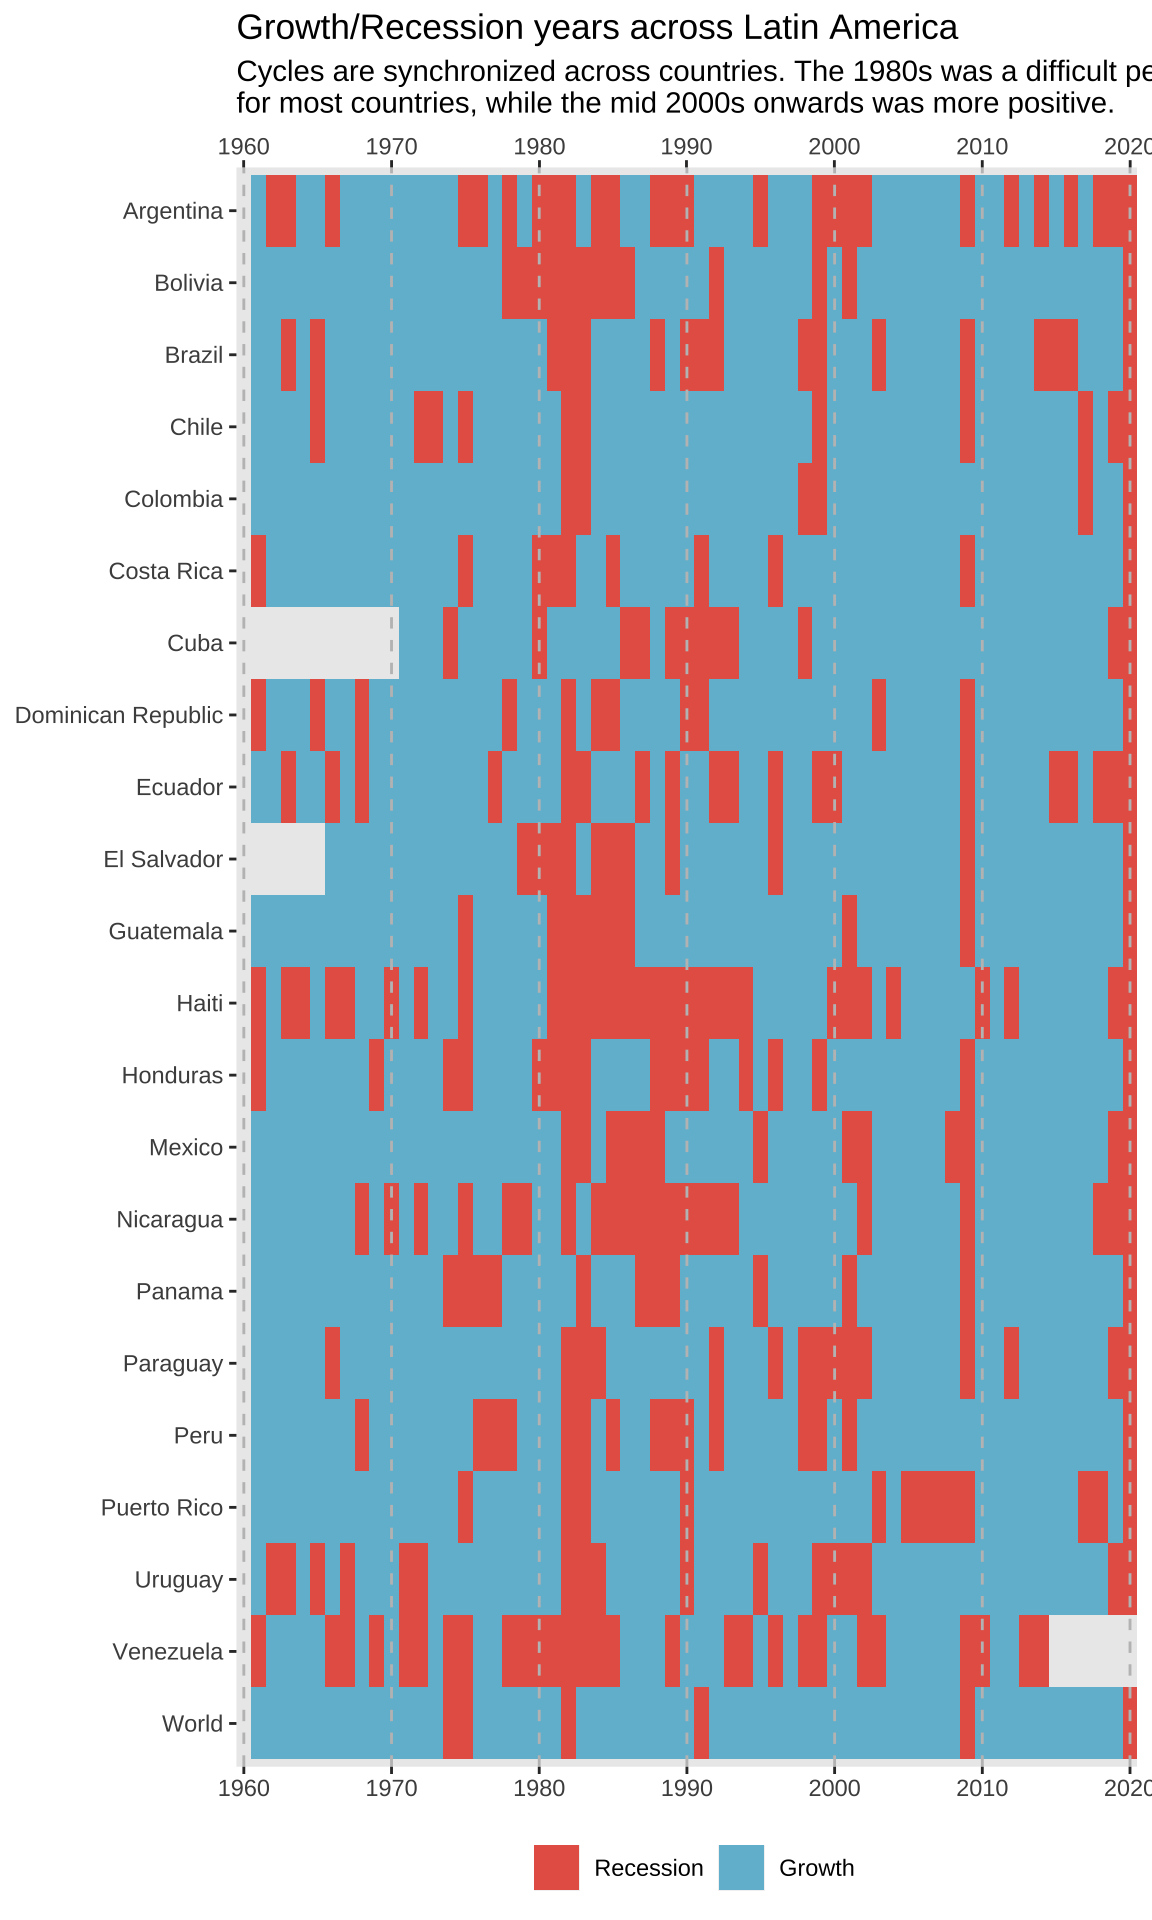 Growth/Recession years across Latin America
Cycles are synchronized across countries. The 1980s was a difficult
for most countries, while the mid 2000s onwards was more positive.
1960 1970 1980 1990 2000 2010 2020
Argentina
Bolivia
Brazil
Chile
Colombia
Costa Rica
Cuba
Dominican Republic
Ecuador
El Salvador
Guatemala
Haiti
Honduras
Mexico
Nicaragua
Panama
Paraguay
Peru
Puerto Rico
Uruguay
Venezuela
World
1960 1970 1980 1990 2000 2010 2020
Recession Growth